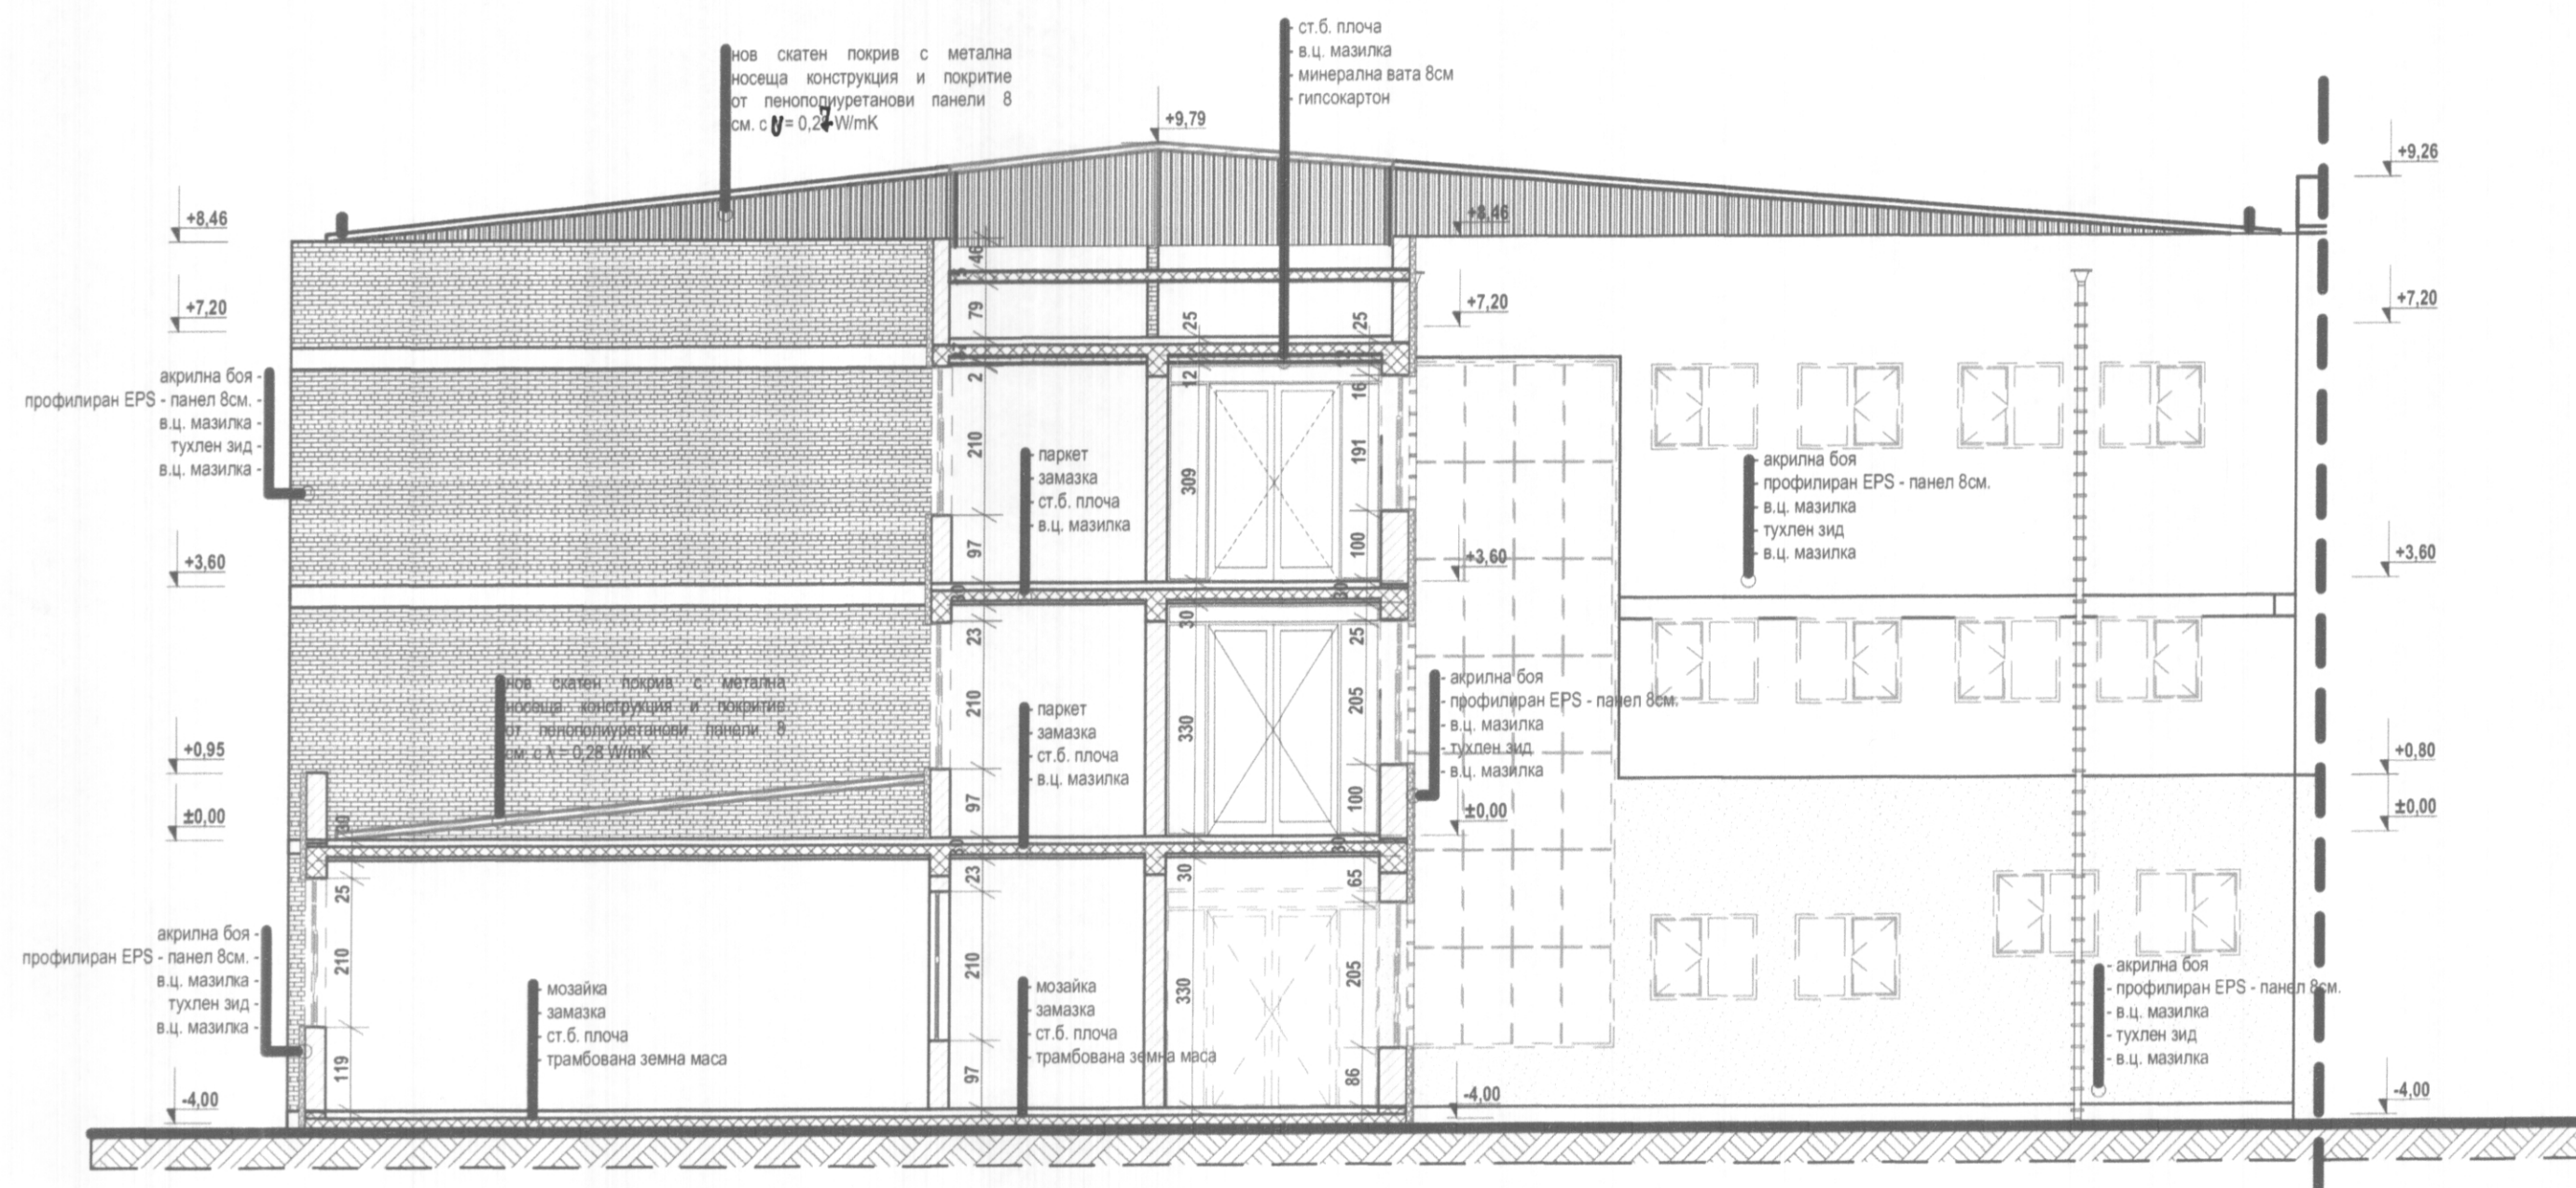 нов скатен покрив с метална
носеща конструкция и покритие
от пенополиуретанови панели 8
см. с U = 0,27 W/mK
- ст.б. плоча
- в.ц. мазилка
- минерална вата 8см
- гипсокартон
+9,79
+9,26
+8,46
+8,46
+7,20
+7,20
+7,20
46
79
25
25
акрилна боя -
профилиран EPS - панел 8см. -
в.ц. мазилка -
тухлен зид -
в.ц. мазилка -
2
12
16
210
309
191
97
100
- паркет
- замазка
- ст.б. плоча
- в.ц. мазилка
- акрилна боя
- профилиран EPS - панел 8см.
- в.ц. мазилка
- тухлен зид
- в.ц. мазилка
+3,60
+3,60
+3,60
30
30
23
30
25
210
330
205
97
100
нов скатен покрив с метална
носеща конструкция и покритие
от пенополиуретанови панели 8
см. с λ = 0,28 W/mK
- паркет
- замазка
- ст.б. плоча
- в.ц. мазилка
- акрилна боя
- профилиран EPS - панел 8см.
- в.ц. мазилка
- тухлен зид
- в.ц. мазилка
+0,95
+0,80
±0,00
±0,00
±0,00
30
30
30
25
23
30
65
210
210
330
205
119
97
86
акрилна боя -
профилиран EPS - панел 8см. -
в.ц. мазилка -
тухлен зид -
в.ц. мазилка -
- мозайка
- замазка
- ст.б. плоча
- трамбована земна маса
- мозайка
- замазка
- ст.б. плоча
- трамбована земна маса
- акрилна боя
- профилиран EPS - панел 8см.
- в.ц. мазилка
- тухлен зид
- в.ц. мазилка
-4,00
-4,00
-4,00